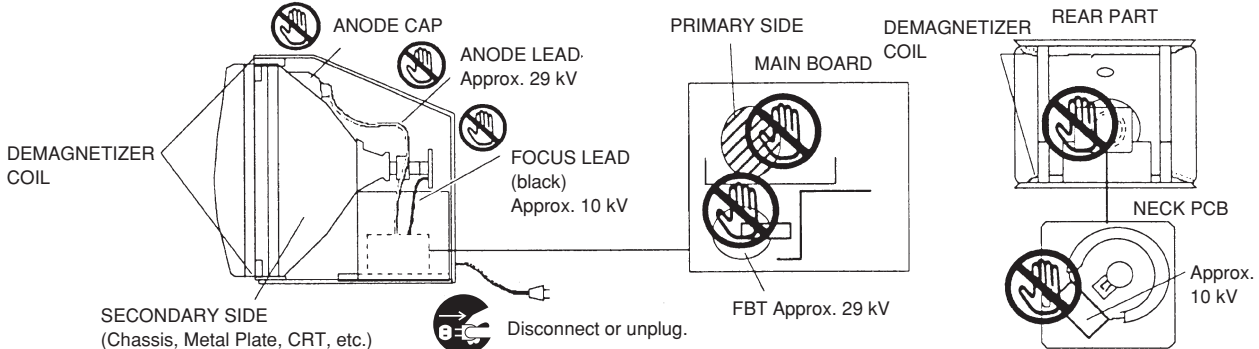 ANODE CAP
ANODE LEAD
Approx. 29 kV
DEMAGNETIZER
COIL
FOCUS LEAD
(black)
Approx. 10 kV
SECONDARY SIDE
(Chassis, Metal Plate, CRT, etc.)
Disconnect or unplug.
PRIMARY SIDE
MAIN BOARD
FBT Approx. 29 kV
DEMAGNETIZER
COIL
REAR PART
NECK PCB
Approx.
10 kV